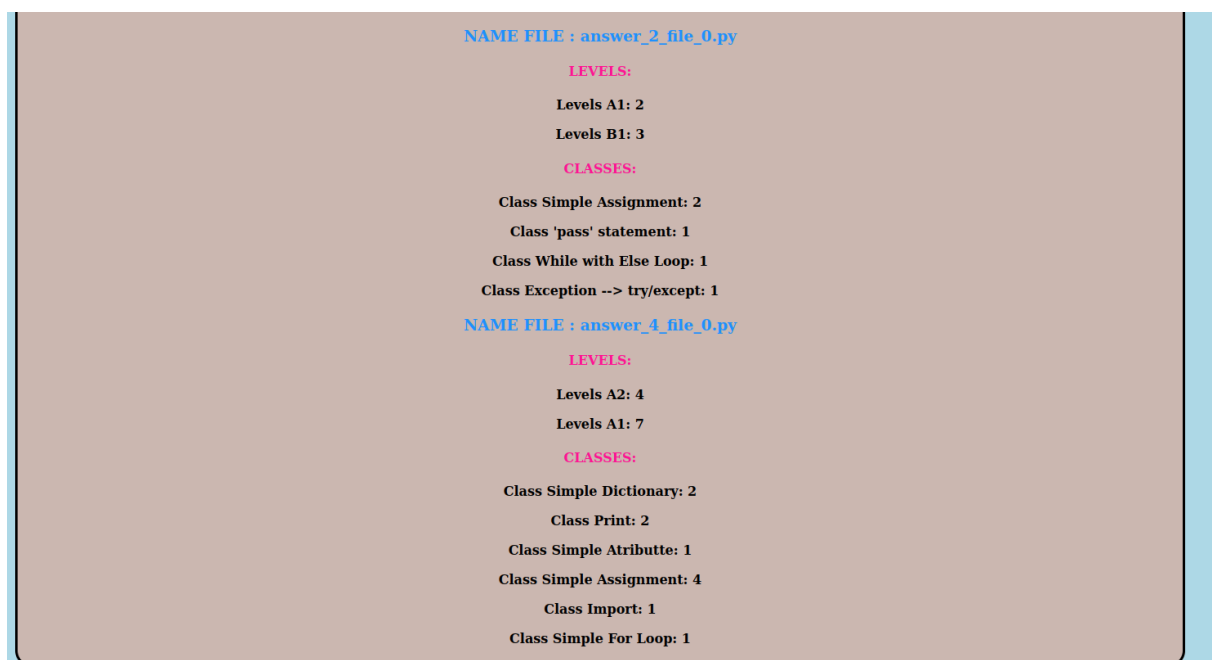 NAME FILE : answer_2_file_0.py
LEVELS:
Levels A1: 2
Levels B1: 3
CLASSES:
Class Simple Assignment: 2
Class 'pass' statement: 1
Class While with Else Loop: 1
Class Exception --> try/except: 1
NAME FILE : answer_4_file_0.py
LEVELS:
Levels A2: 4
Levels A1: 7
CLASSES:
Class Simple Dictionary: 2
Class Print: 2
Class Simple Atributte: 1
Class Simple Assignment: 4
Class Import: 1
Class Simple For Loop: 1